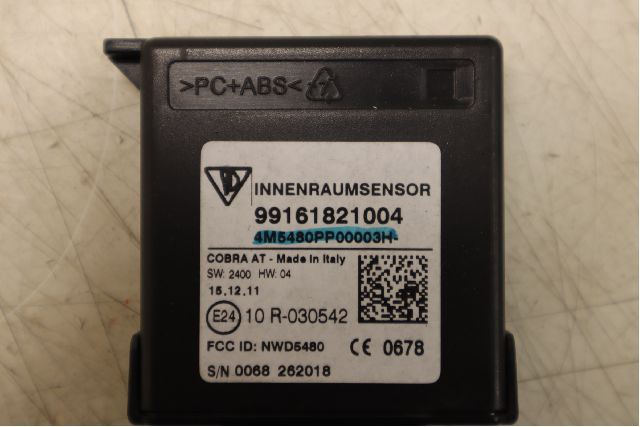 >PC+ABS< 7
INNENRAUMSENSOR
99161821004
4M5480PP00003H-
COBRA AT - Made in Italy
SW: 2400 HW: 04
15.12.11
E24 10 R-030542
FCC ID: NWD5480 CE 0678
S/N 0068 262018